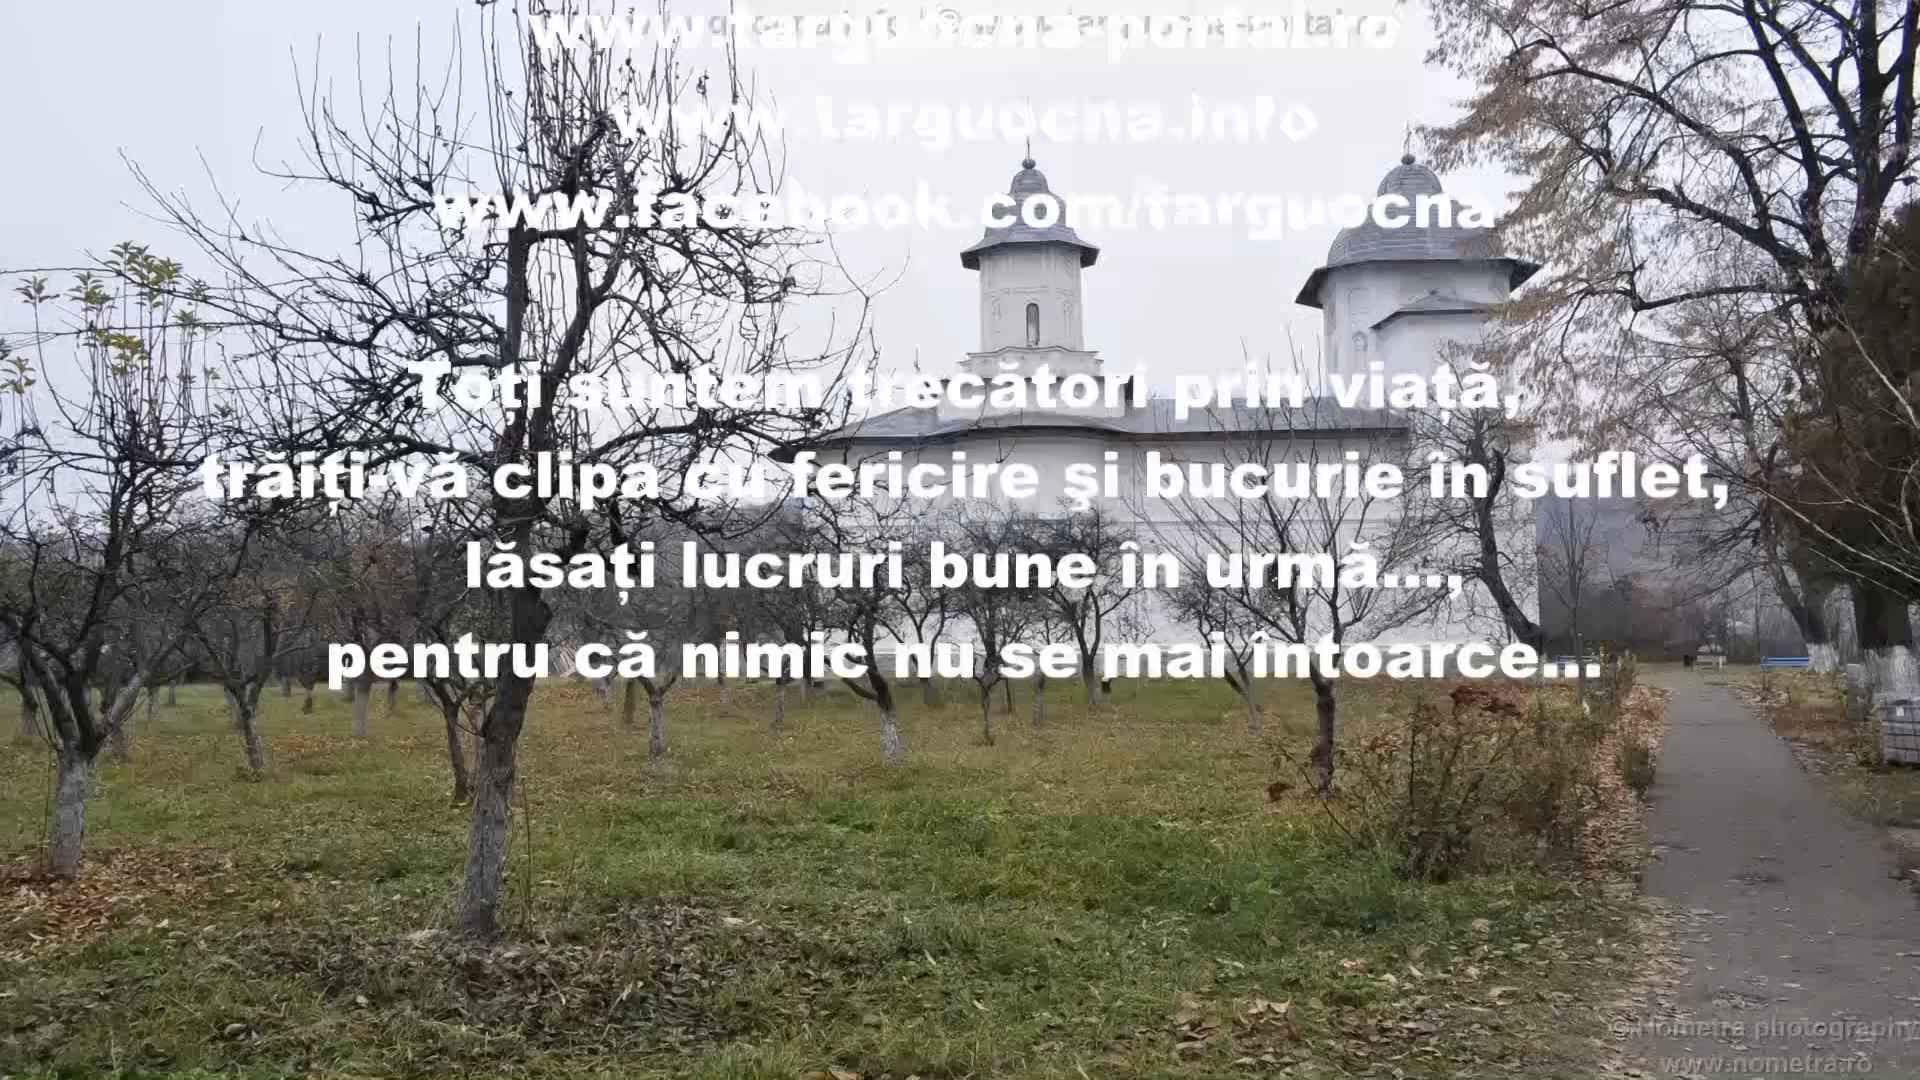 www.targuocna-portal.ro
www.targuocna.info
www.facebook.com/targuocna
Toți suntem trecători prin viață,
trăiți-vă clipa cu fericire şi bucurie în suflet,
lăsați lucruri bune în urmă...,
pentru că nimic nu se mai întoarce...
© Nometra photography
www.nometra.ro